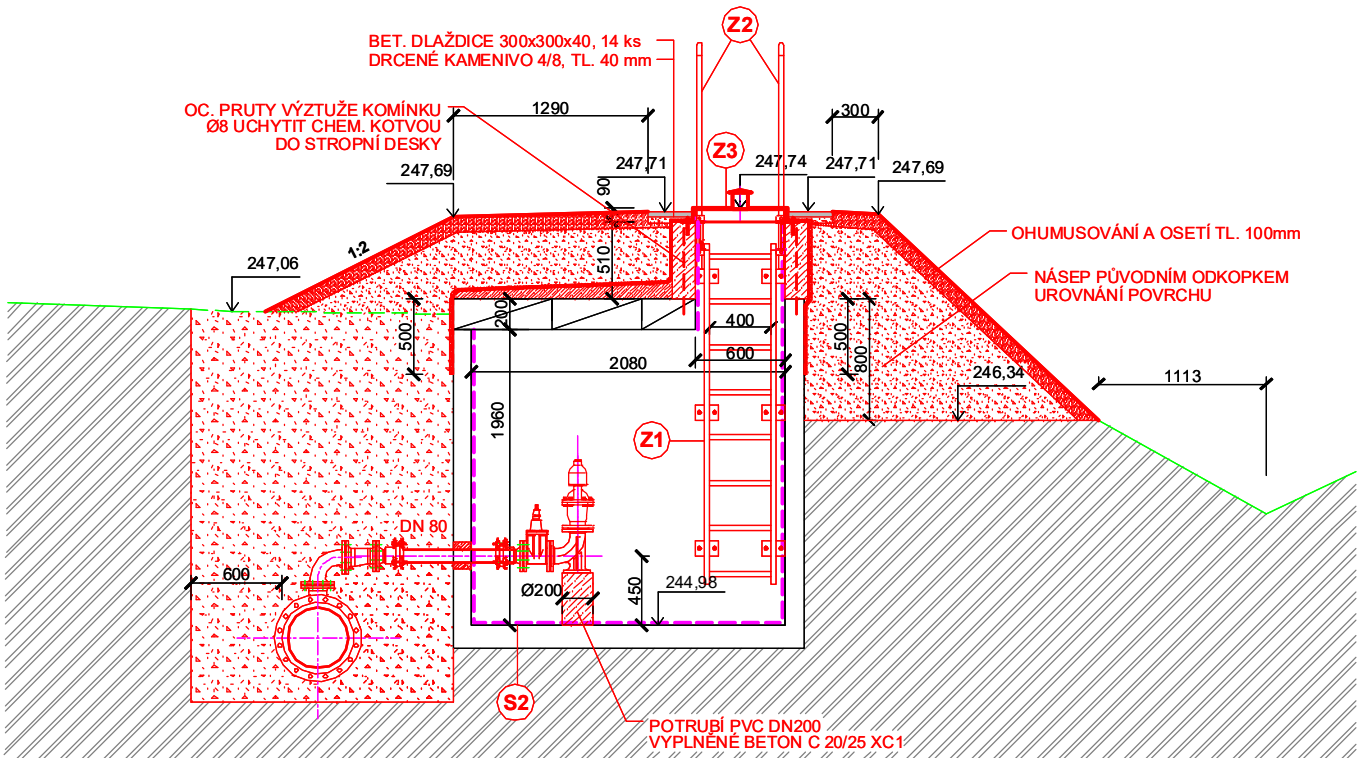 Z2
BET. DLAŽDICE 300x300x40, 14 ks
DRCENÉ KAMENIVO 4/8, TL. 40 mm
OC. PRUTY VÝZTUŽE KOMÍNKU
Ø8 UCHYTIT CHEM. KOTVOU
DO STROPNÍ DESKY
1290
300
Z3
247,69
247,71
247,74
247,71
247,69
90
1:2
510
OHUMUSOVÁNÍ A OSETÍ TL. 100mm
247,06
NÁSEP PŮVODNÍM ODKOPKEM
UROVNÁNÍ POVRCHU
500
200
400
500
800
600
2080
246,34
1113
1960
Z1
DN 80
600
Ø200
450
244,98
S2
POTRUBÍ PVC DN200
VYPLNĚNÉ BETON C 20/25 XC1